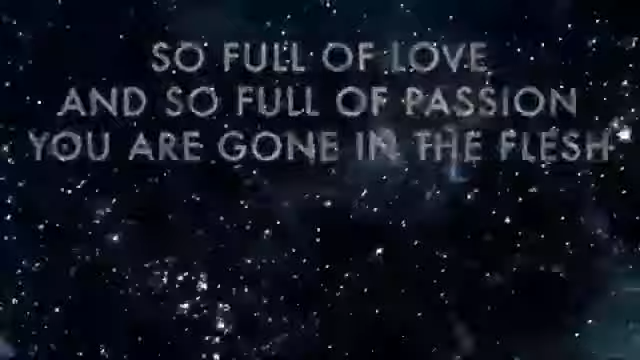 SO FULL OF LOVE
AND SO FULL OF PASSION
YOU ARE GONE IN THE FLESH